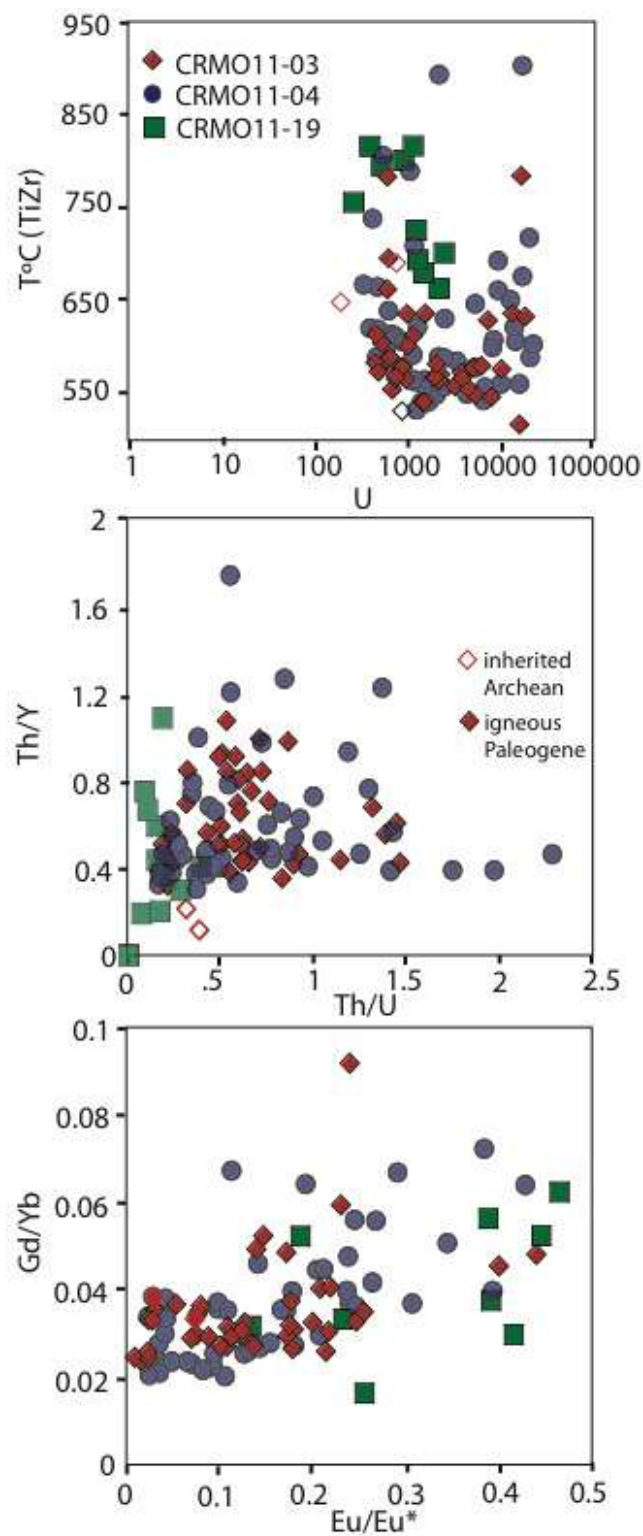 950
CRMO11-03
CRMO11-04
850
CRMO11-19
T°C (TiZr)
750
650
550
1 10 100 1000 10000 100000
U
2
1.6
inherited
Archean
1.2
igneous
Paleogene
Th/Y
0.8
0.4
0
0 .5 1 1.5 2 2.5
Th/U
0.1
0.08
0.06
Gd/Yb
0.04
0.02
0
0 0.1 0.2 0.3 0.4 0.5
Eu/Eu*